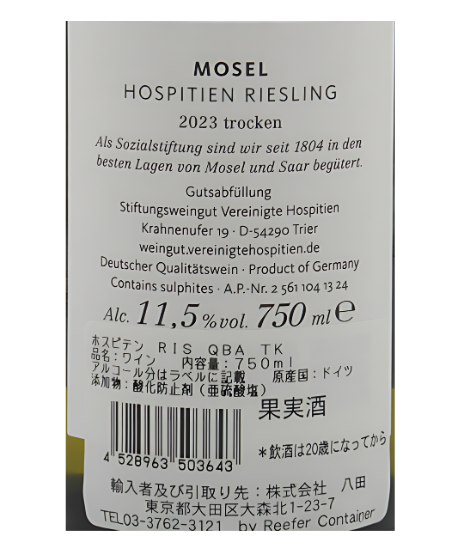 MOSEL
HOSPITIEN RIESLING
2023 trocken
Als Sozialstiftung sind wir seit 1804 in den
besten Lagen von Mosel und Saar begütert.
Gutsabfüllung
Stiftungsweingut Vereinigte Hospitien
Krahnenufer 19 · D-54290 Trier
weingut.vereinigtehospitien.de
Deutscher Qualitätswein · Product of Germany
Contains sulphites · A.P.-Nr. 2 561 104 13 24
Alc. 11,5 % vol. 750 ml ℮
ホスピテン RIS QBA TK
品名：ワイン 内容量：750ml
アルコール分はラベルに記載 原産国：ドイツ
添加物：酸化防止剤（亜硫酸塩）
果実酒
4 528963 503643
＊飲酒は20歳になってから
輸入者及び引取り先：株式会社 八田
東京都大田区大森北1-23-7
TEL03-3762-3121 by Reefer Container